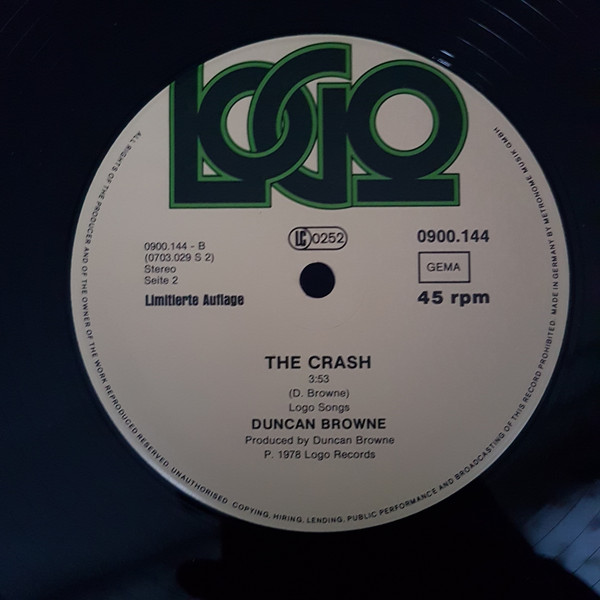 LOGO
0900.144 - B
(0703.029 S 2)
Stereo
Seite 2
Limitierte Auflage
LC 0252
0900.144
GEMA
45 rpm
THE CRASH
3:53
(D. Browne)
Logo Songs
DUNCAN BROWNE
Produced by Duncan Browne
P. 1978 Logo Records
ALL RIGHTS OF THE PRODUCER AND OF THE OWNER OF THE WORK REPRODUCED RESERVED. UNAUTHORISED COPYING, HIRING, LENDING, PUBLIC PERFORMANCE AND BROADCASTING OF THIS RECORD PROHIBITED. MADE IN GERMANY BY METRONOME MUSIK GMBH